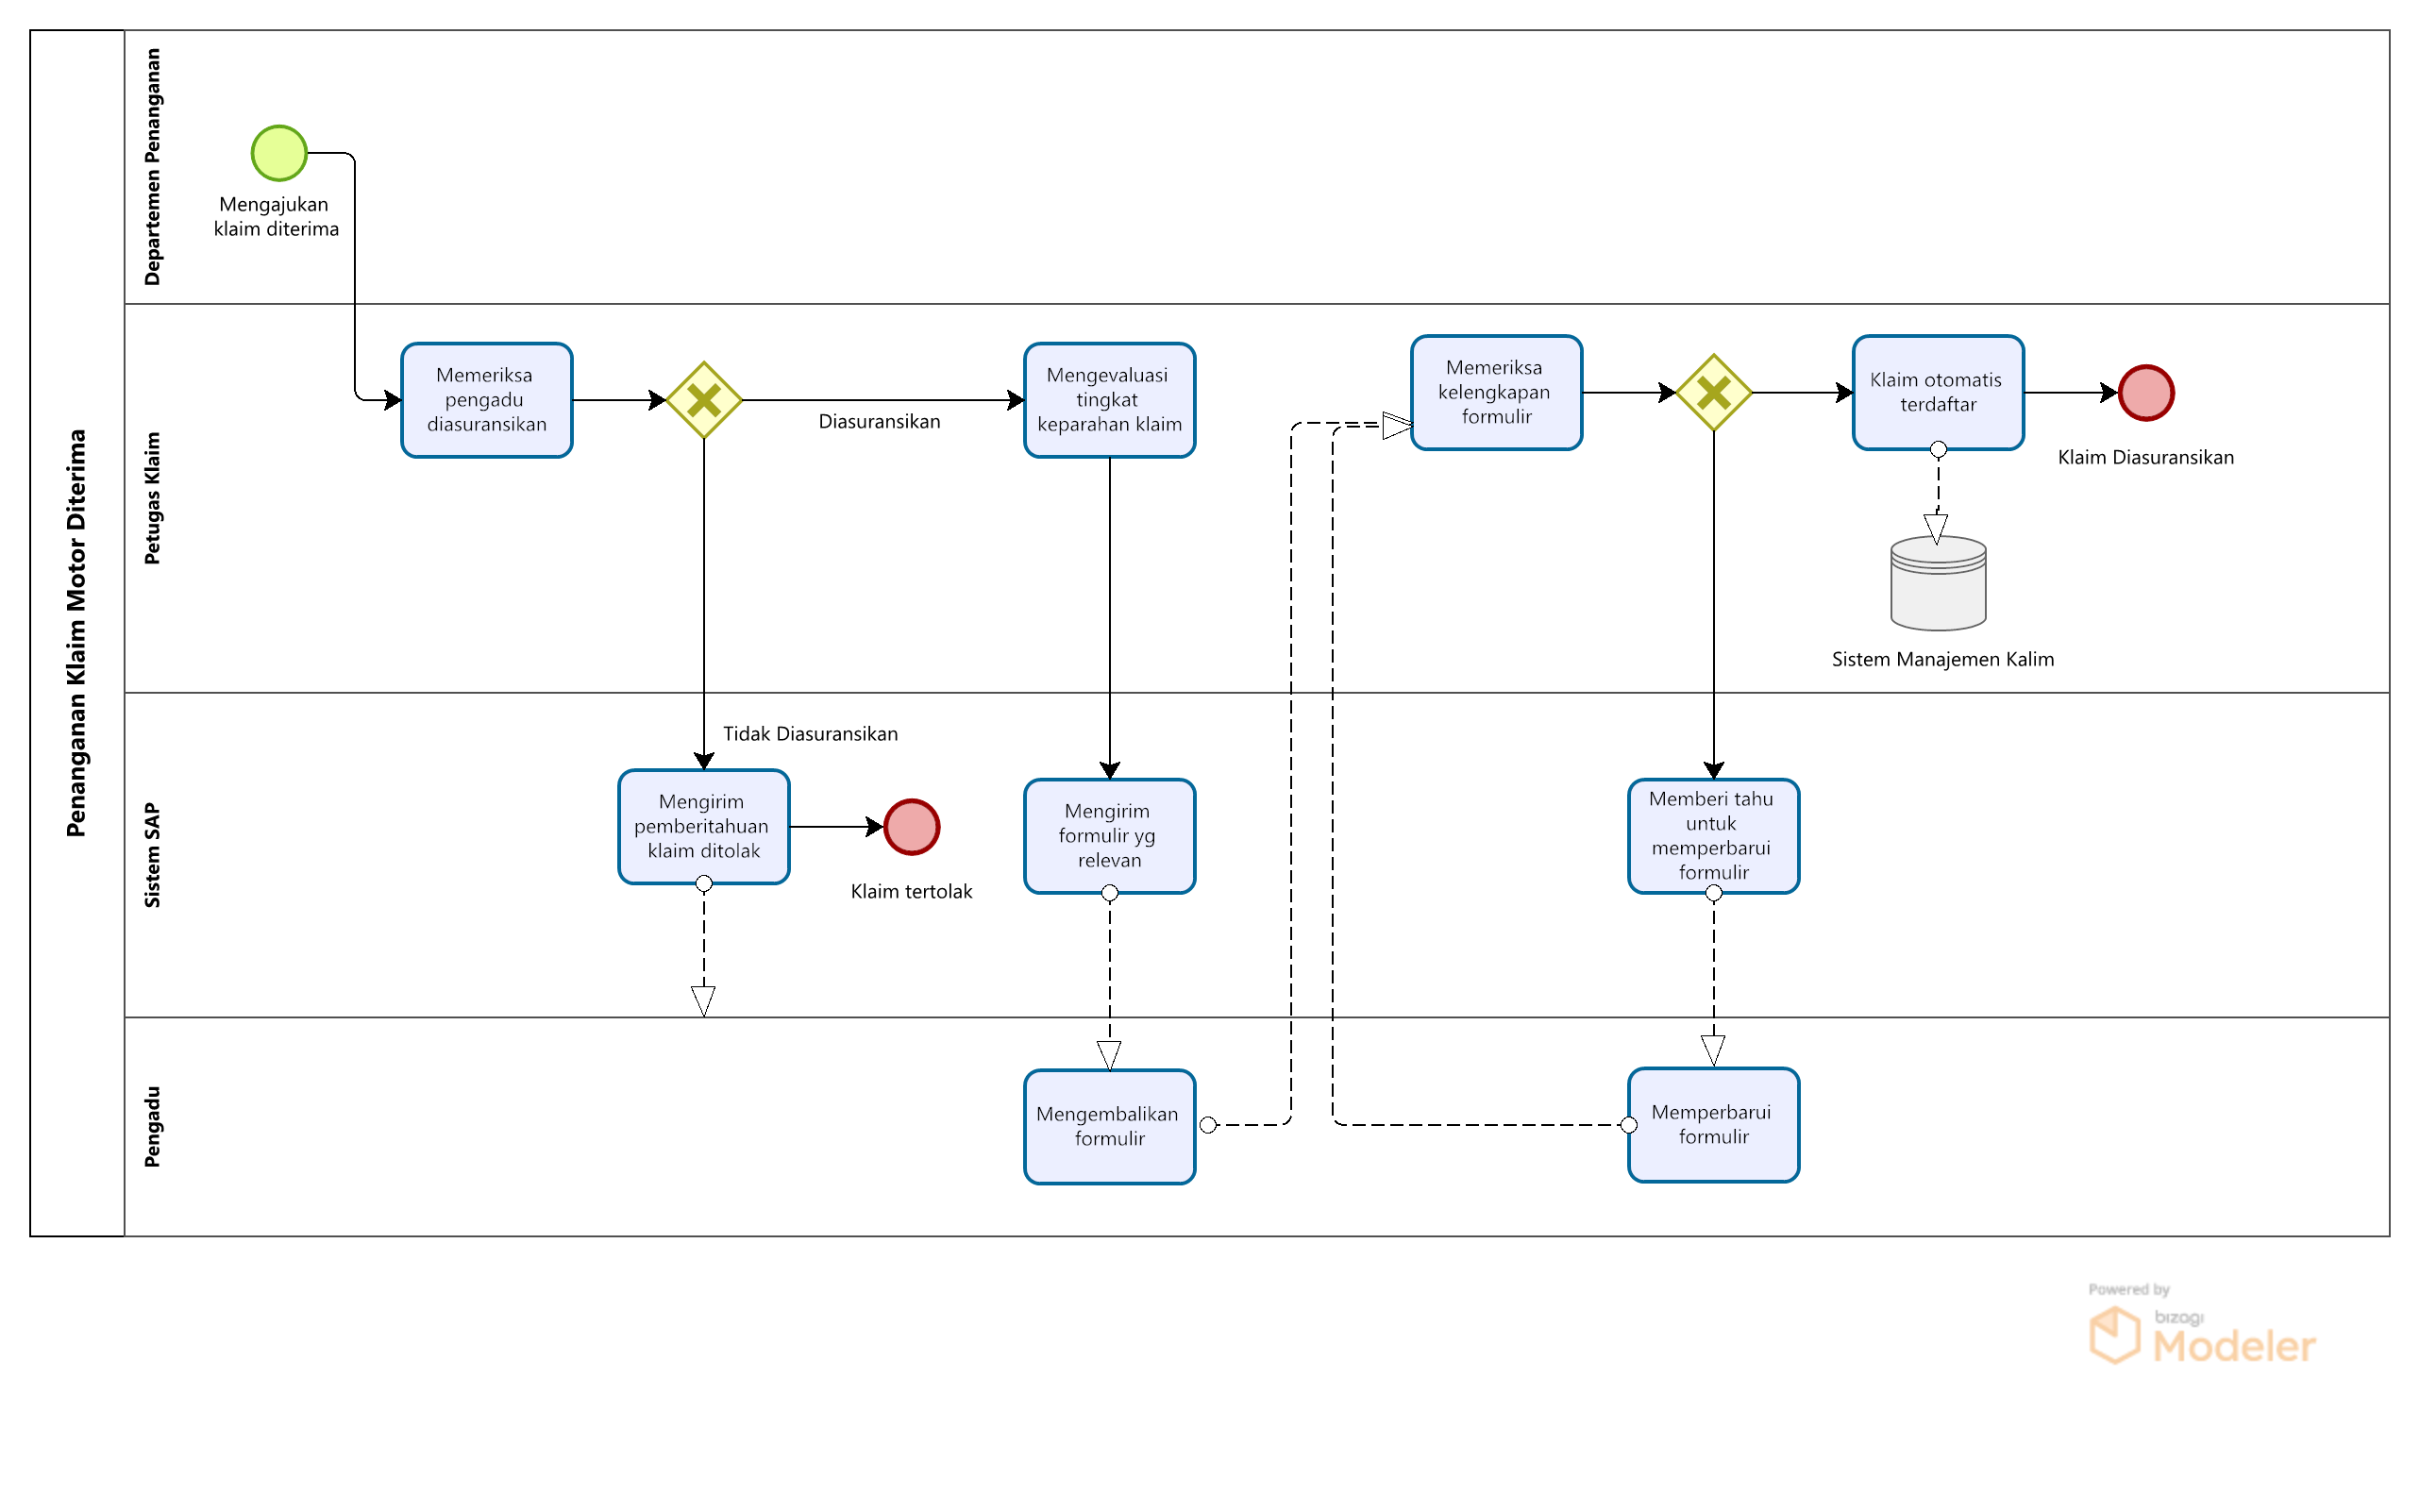 Penanganan Klaim Motor Diterima
Departemen Penanganan
Mengajukan
klaim diterima
Petugas Klaim
Memeriksa
pengadu
diasuransikan
Diasuransikan
Mengevaluasi
tingkat
keparahan klaim
Memeriksa
kelengkapan
formulir
Klaim otomatis
terdaftar
Klaim Diasuransikan
Sistem Manajemen Kalim
Sistem SAP
Tidak Diasuransikan
Mengirim
pemberitahuan
klaim ditolak
Klaim tertolak
Mengirim
formulir yg
relevan
Memberi tahu
untuk
memperbarui
formulir
Pengadu
Mengembalikan
formulir
Memperbarui
formulir
Powered by
bizagi
Modeler